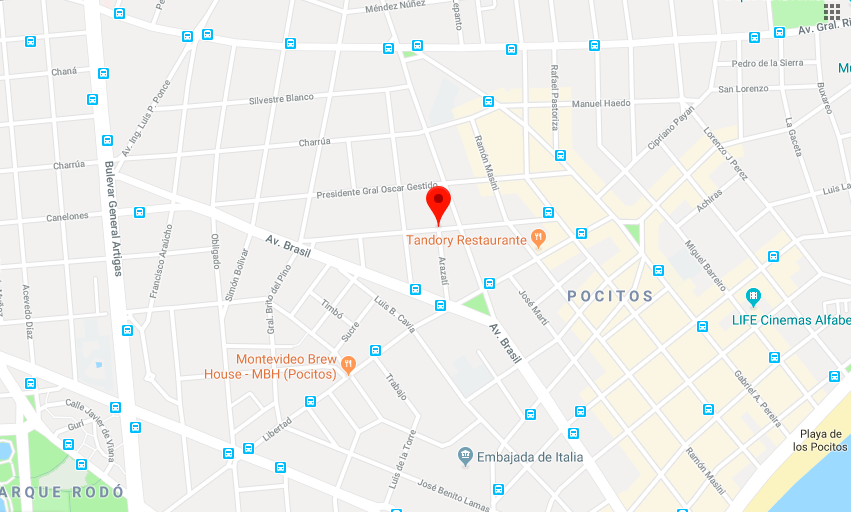 Méndez Núñez
Lepanto
Av. Gral. Ri
Chaná
Av. Ing. Luis P. Ponce
Silvestre Blanco
Rafael Pastoriza
Manuel Haedo
Pedro de la Sierra
San Lorenzo
Buxareo
La Gaceta
Charrúa
Charrúa
Ramón Masini
Cipriano Payan
Lorenzo J Perez
Bulevar General Artigas
Presidente Gral Oscar Gestido
Achiras
Luis La
Canelones
Francisco Araúcho
Obligado
Simón Bolívar
Av. Brasil
Gral. Brito del Pino
Tandory Restaurante
Arazatí
Miguel Barreiro
Acevedo Díaz
Timbó
Sucre
Luis B. Cavia
José Martí
POCITOS
LIFE Cinemas Alfabe
Av. Brasil
Montevideo Brew
House - MBH (Pocitos)
Trabajo
Gabriel A. Pereira
Calle Javier de Viana
Guri
Libertad
Luis de la Torre
Embajada de Italia
Ramón Masini
Playa de
los Pocitos
ARQUE RODÓ
José Benito Lamas